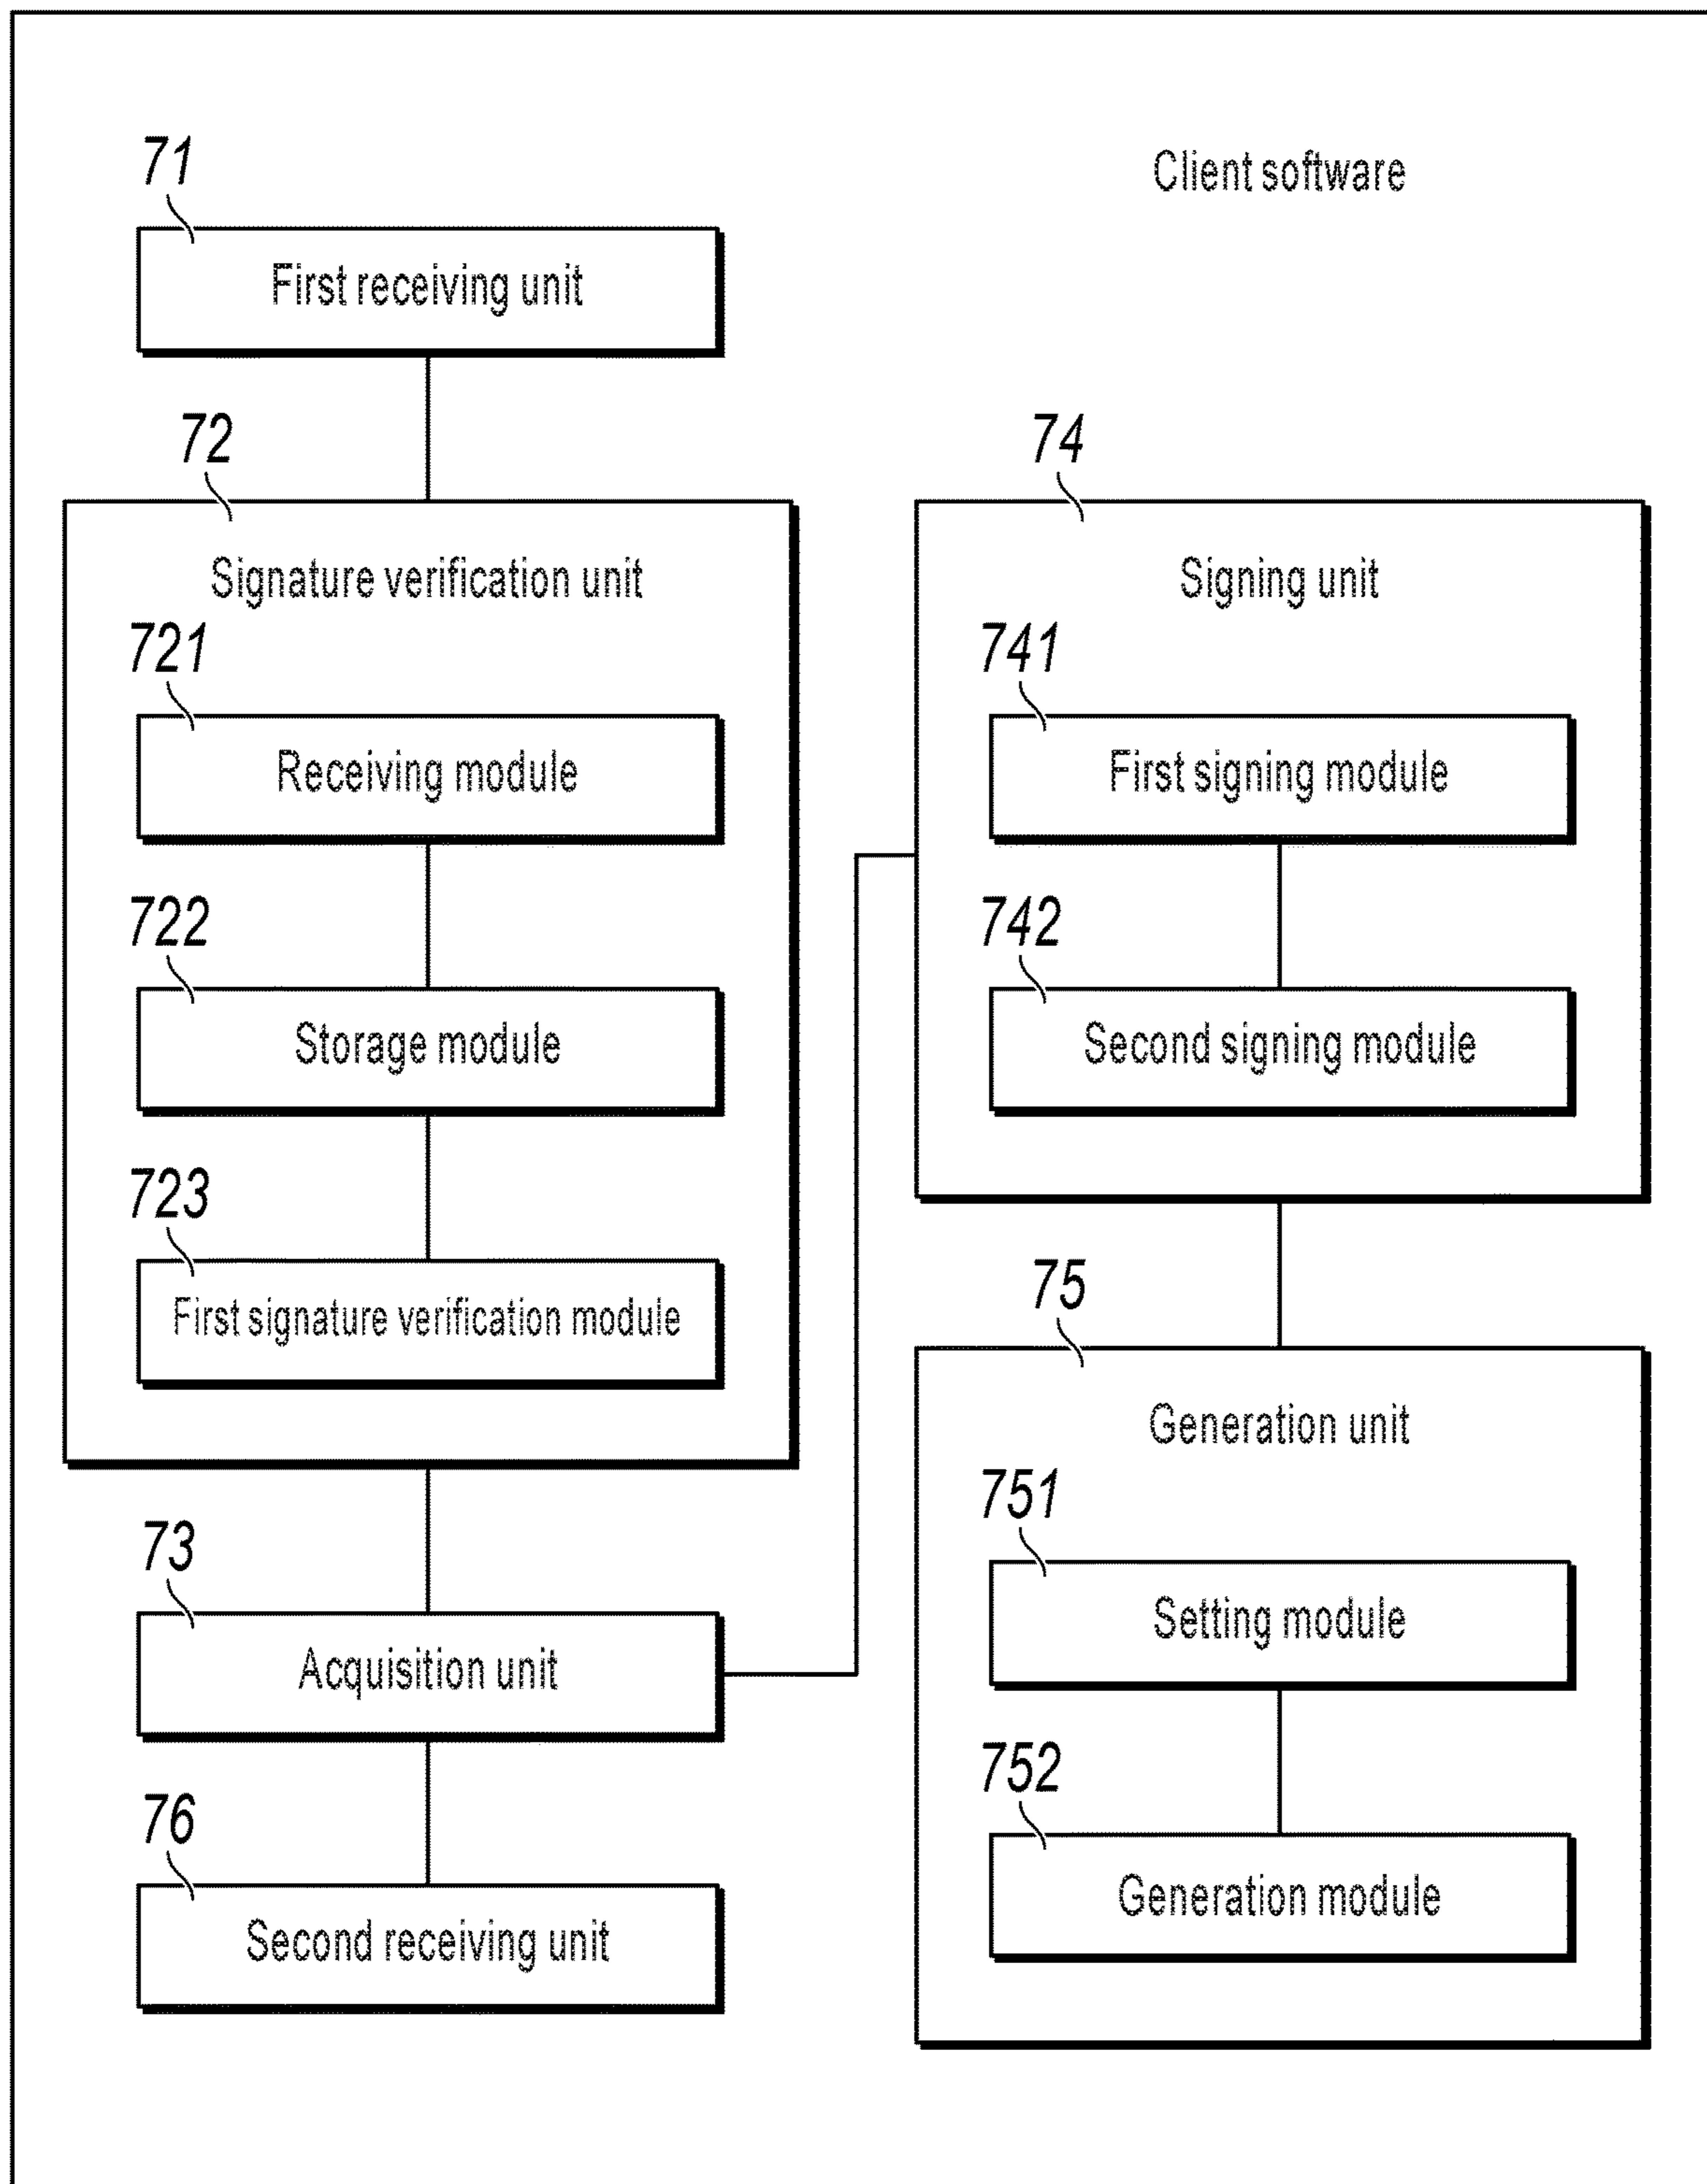 71
Client software
First receiving unit
72
Signature verification unit
721
Receiving module
722
Storage module
723
First signature verification module
73
Acquisition unit
76
Second receiving unit
74
Signing unit
741
First signing module
742
Second signing module
75
Generation unit
751
Setting module
752
Generation module